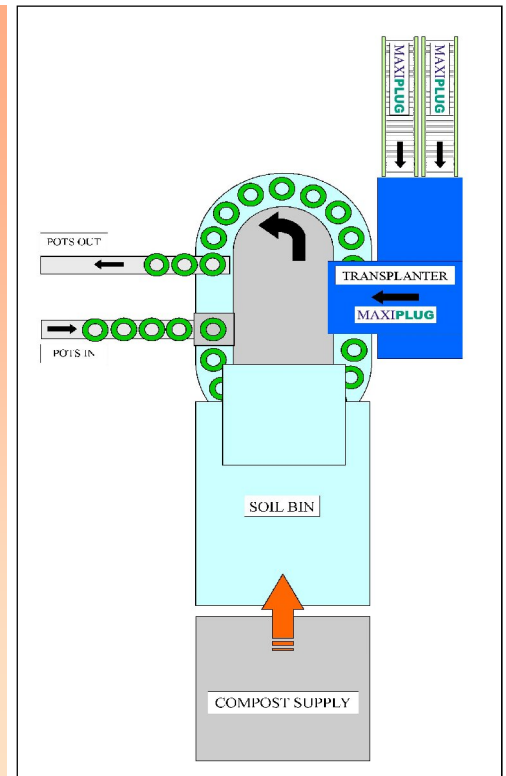 MAXIPLUG
MAXIPLUG
POTS OUT
TRANSPLANTER
MAXIPLUG
POTS IN
SOIL BIN
COMPOST SUPPLY